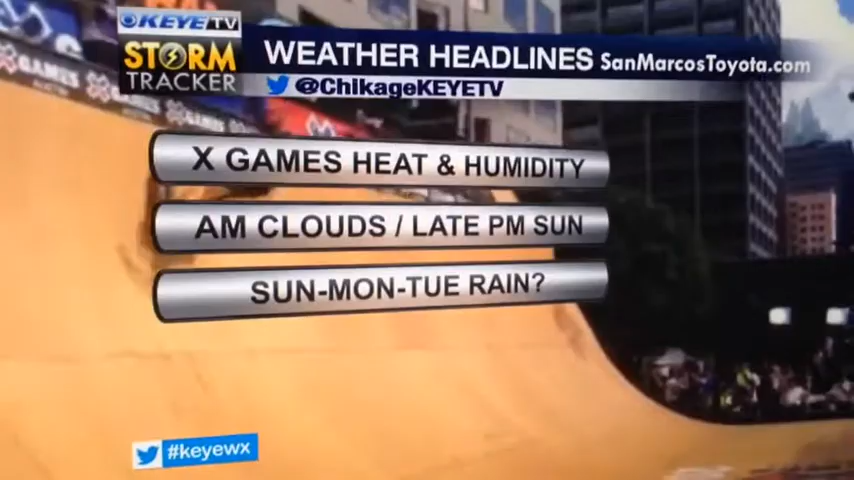 KEYE TV
STORM
TRACKER
WEATHER HEADLINES
SanMarcosToyota.com
@ChikageKEYETV
X GAMES
X GAMES HEAT & HUMIDITY
AM CLOUDS / LATE PM SUN
SUN-MON-TUE RAIN?
#keyewx